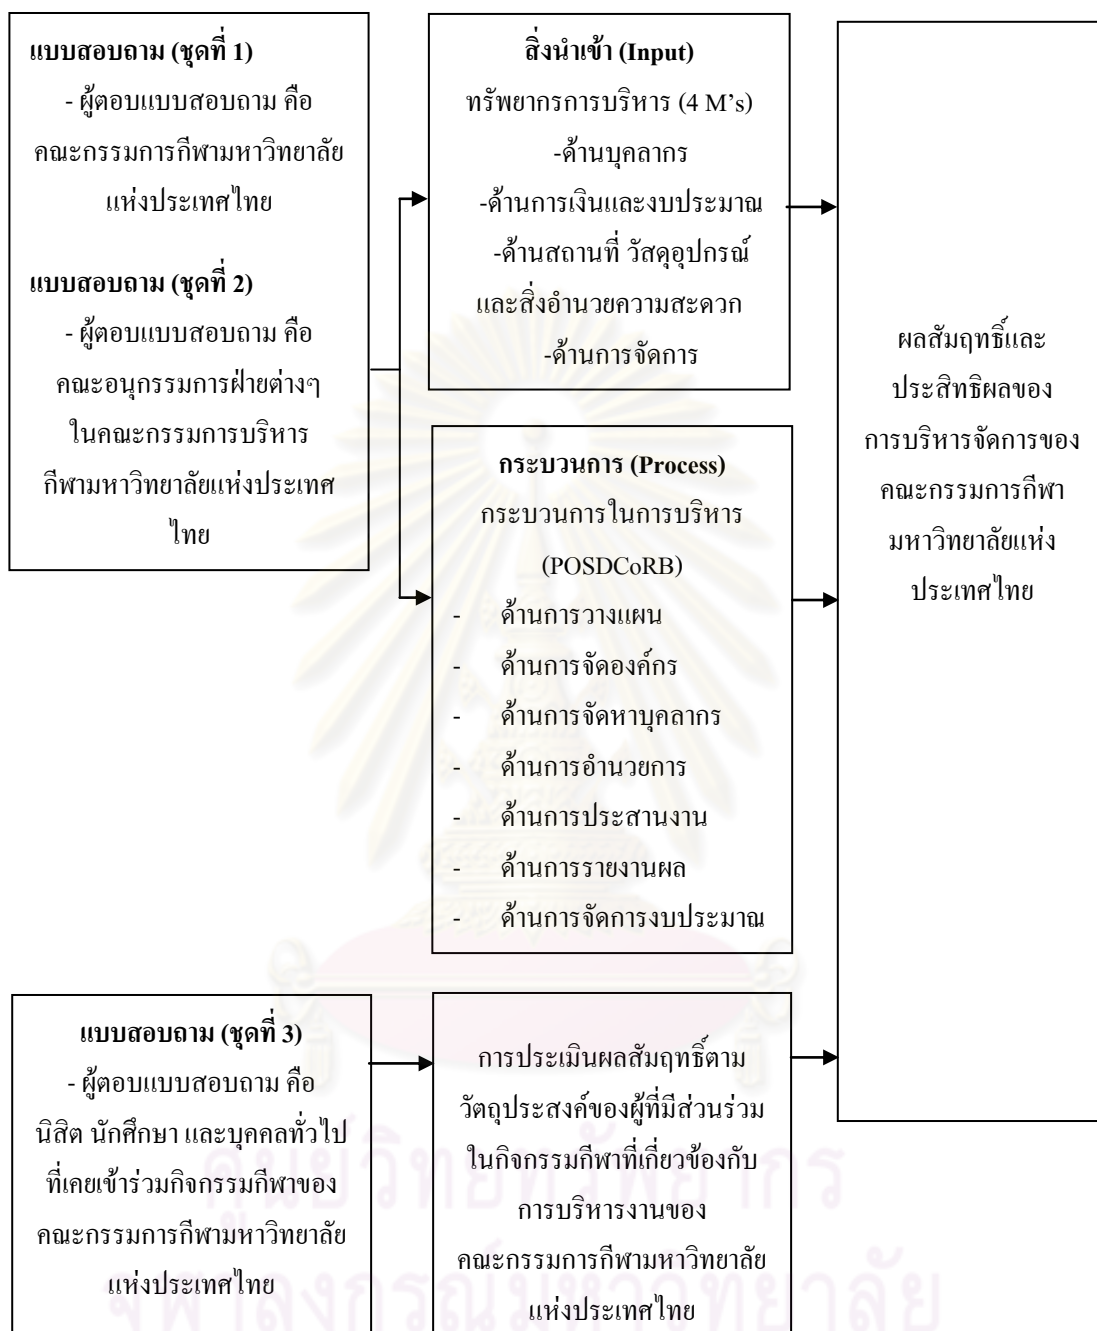 แบบสอบถาม (ชุดที่ 1)
- ผู้ตอบแบบสอบถาม คือ
คณะกรรมการกีฬามหาวิทยาลัย
แห่งประเทศไทย
แบบสอบถาม (ชุดที่ 2)
- ผู้ตอบแบบสอบถาม คือ
คณะอนุกรรมการฝ่ายต่างๆ
ในคณะกรรมการบริหาร
กีฬามหาวิทยาลัยแห่งประเทศ
ไทย
สิ่งนำเข้า (Input)
ทรัพยากรการบริหาร (4 M's)
-ด้านบุคลากร
-ด้านการเงินและงบประมาณ
-ด้านสถานที่ วัสดุอุปกรณ์
และสิ่งอำนวยความสะดวก
-ด้านการจัดการ
กระบวนการ (Process)
กระบวนการในการบริหาร
(POSDCoRB)
- ด้านการวางแผน
- ด้านการจัดองค์กร
- ด้านการจัดหาบุคลากร
- ด้านการอำนวยการ
- ด้านการประสานงาน
- ด้านการรายงานผล
- ด้านการจัดการงบประมาณ
ผลสัมฤทธิ์และ
ประสิทธิผลของ
การบริหารจัดการของ
คณะกรรมการกีฬา
มหาวิทยาลัยแห่ง
ประเทศไทย
แบบสอบถาม (ชุดที่ 3)
- ผู้ตอบแบบสอบถาม คือ
นิสิต นักศึกษา และบุคคลทั่วไป
ที่เคยเข้าร่วมกิจกรรมกีฬาของ
คณะกรรมการกีฬามหาวิทยาลัย
แห่งประเทศไทย
การประเมินผลสัมฤทธิ์ตาม
วัตถุประสงค์ของผู้ที่มีส่วนร่วม
ในกิจกรรมกีฬาที่เกี่ยวข้องกับ
การบริหารงานของ
คณะกรรมการกีฬามหาวิทยาลัย
แห่งประเทศไทย
ศูนย์วิทยทรัพยากร
จุฬาลงกรณ์มหาวิทยาลัย